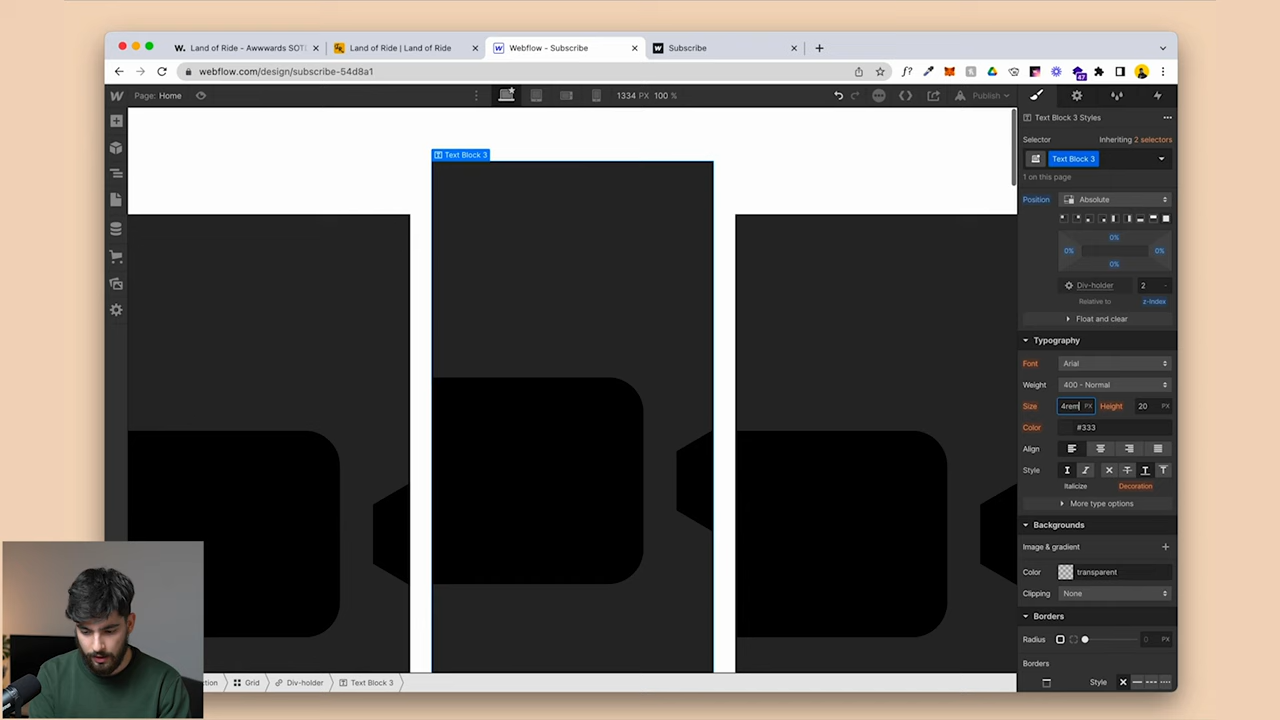 W. Land of Ride - Awwwards SOT
Land of Ride | Land of Ride
Webflow - Subscribe
Subscribe
webflow.com/design/subscribe-54d8a1
f?
47
Page: Home
1334 PX 100 %
Publish
Text Block 3
Text Block 3 Styles
Selector
Inheriting 2 selectors
Text Block 3
1 on this page
Position
Absolute
0%
0%
0%
0%
Div-holder
2
Relative to
z-Index
Float and clear
Typography
Font
Arial
Weight
400 - Normal
Size
4rem PX
Height
20 PX
Color
#333
Align
Style
Italicize
Decoration
More type options
Backgrounds
Image & gradient
Color
transparent
Clipping
None
Borders
Radius
0 PX
Borders
Style
Grid
Div-holder
Text Block 3